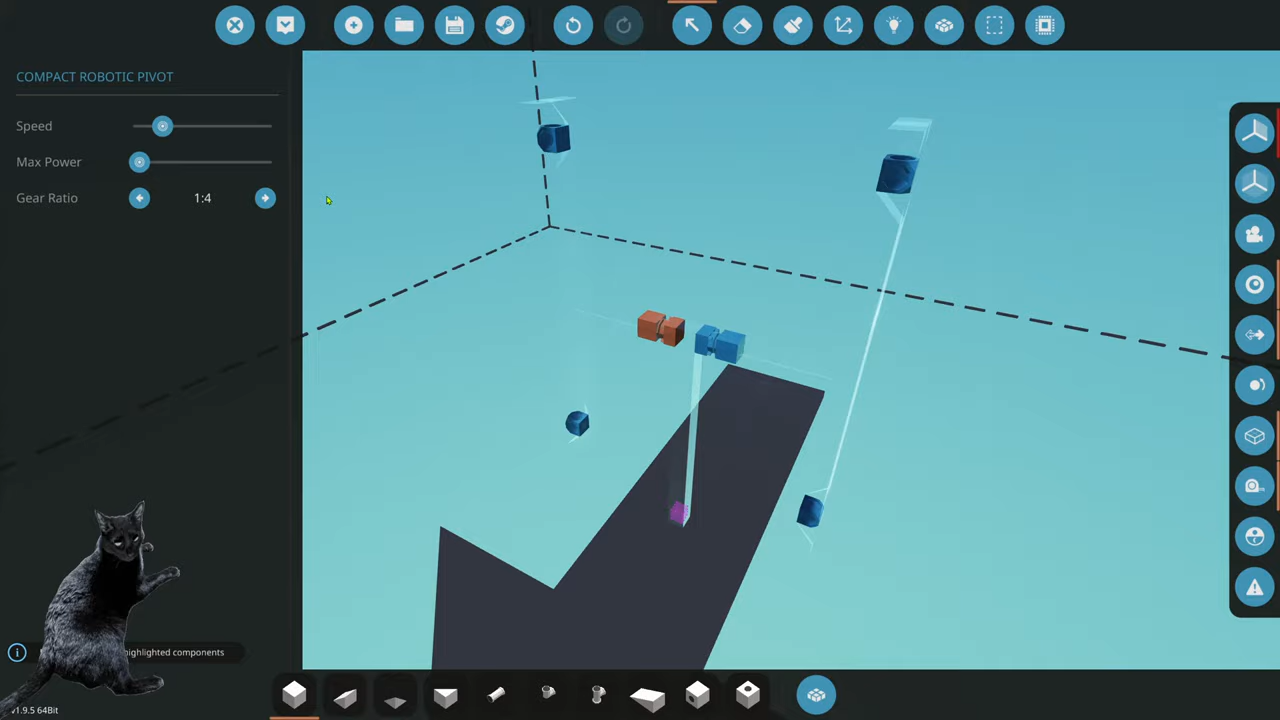 COMPACT ROBOTIC PIVOT
Speed
Max Power
Gear Ratio 1:4
highlighted components
v1.9.5 64Bit